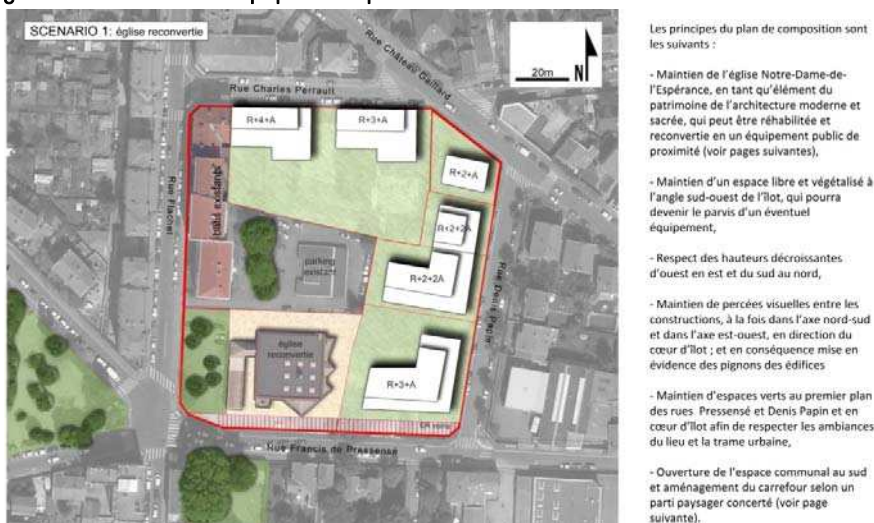 SCENARIO 1: église reconvertie
20m N
Rue Château Gaillard
Rue Charles Perrault
R+4+A
R+3+A
R+2+A
bâti existant
Rue Flachet
R+2+2A
parking
existant
R+2+2A
Rue Denis Papin
église
reconvertie
R+3+A
Rue Francis de Pressensé
Les principes du plan de composition sont
les suivants :
- Maintien de l'église Notre-Dame-de-
l'Espérance, en tant qu'élément du
patrimoine de l'architecture moderne et
sacrée, qui peut être réhabilitée et
reconvertie en un équipement public de
proximité (voir pages suivantes),
- Maintien d'un espace libre et végétalisé à
l'angle sud-ouest de l'îlot, qui pourra
devenir le parvis d'un éventuel
équipement,
- Respect des hauteurs décroissantes
d'ouest en est et du sud au nord,
- Maintien de percées visuelles entre les
constructions, à la fois dans l'axe nord-sud
et dans l'axe est-ouest, en direction du
cœur d'îlot ; et en conséquence mise en
évidence des pignons des édifices
- Maintien d'espaces verts au premier plan
des rues Pressensé et Denis Papin et en
cœur d'îlot afin de respecter les ambiances
du lieu et la trame urbaine,
- Ouverture de l'espace communal au sud
et aménagement du carrefour selon un
parti paysager concerté (voir page
suivante).